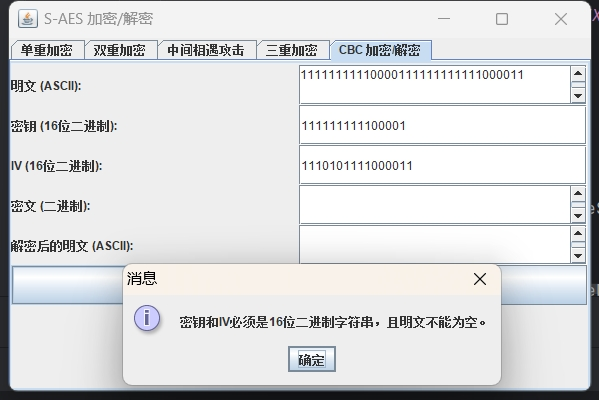 S-AES 加密/解密
单重加密 双重加密 中间相遇攻击 三重加密 CBC 加密/解密
明文 (ASCII): 11111111110000111111111111000011
密钥 (16位二进制): 111111111100001
IV (16位二进制): 1110101111000011
密文 (二进制):
解密后的明文 (ASCII):
消息
密钥和IV必须是16位二进制字符串，且明文不能为空。
确定